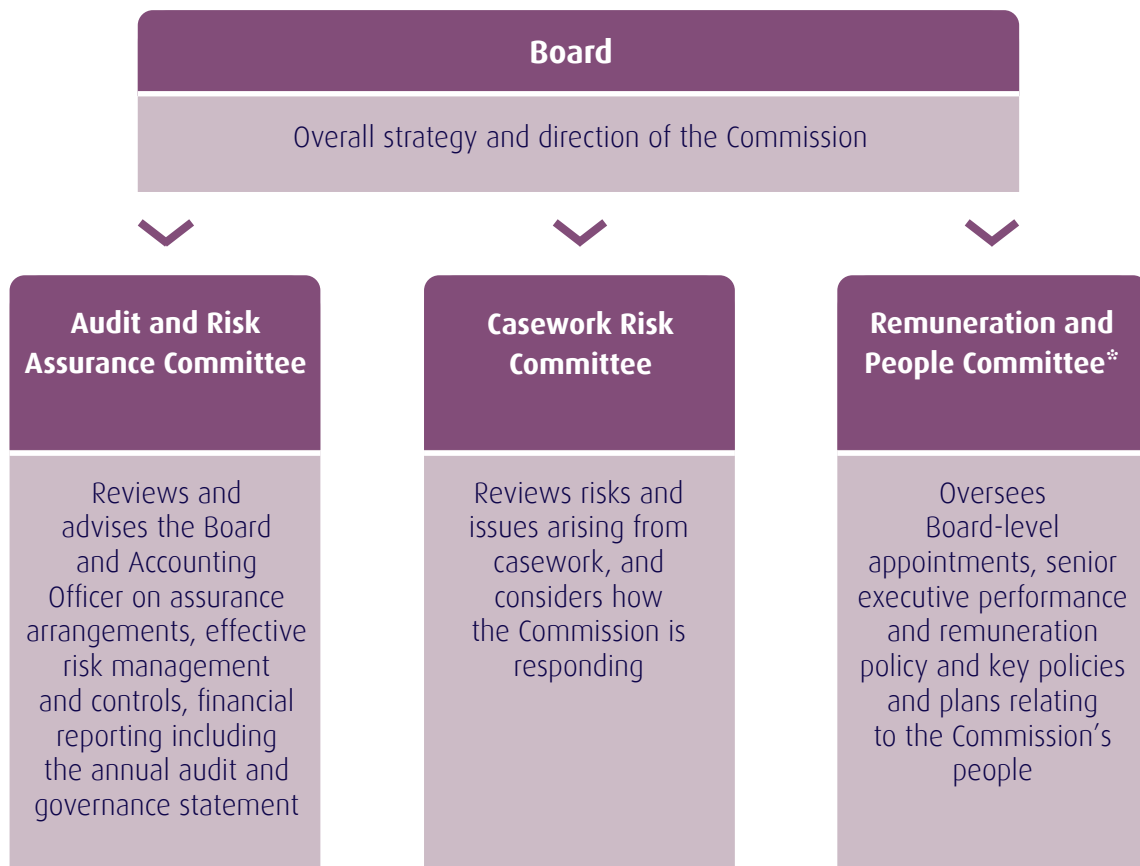 Board
Overall strategy and direction of the Commission
Audit and Risk
Assurance Committee
Reviews and
advises the Board
and Accounting
Officer on assurance
arrangements, effective
risk management
and controls, financial
reporting including
the annual audit and
governance statement
Casework Risk
Committee
Reviews risks and
issues arising from
casework, and
considers how
the Commission is
responding
Remuneration and
People Committee*
Oversees
Board-level
appointments, senior
executive performance
and remuneration
policy and key policies
and plans relating
to the Commission’s
people